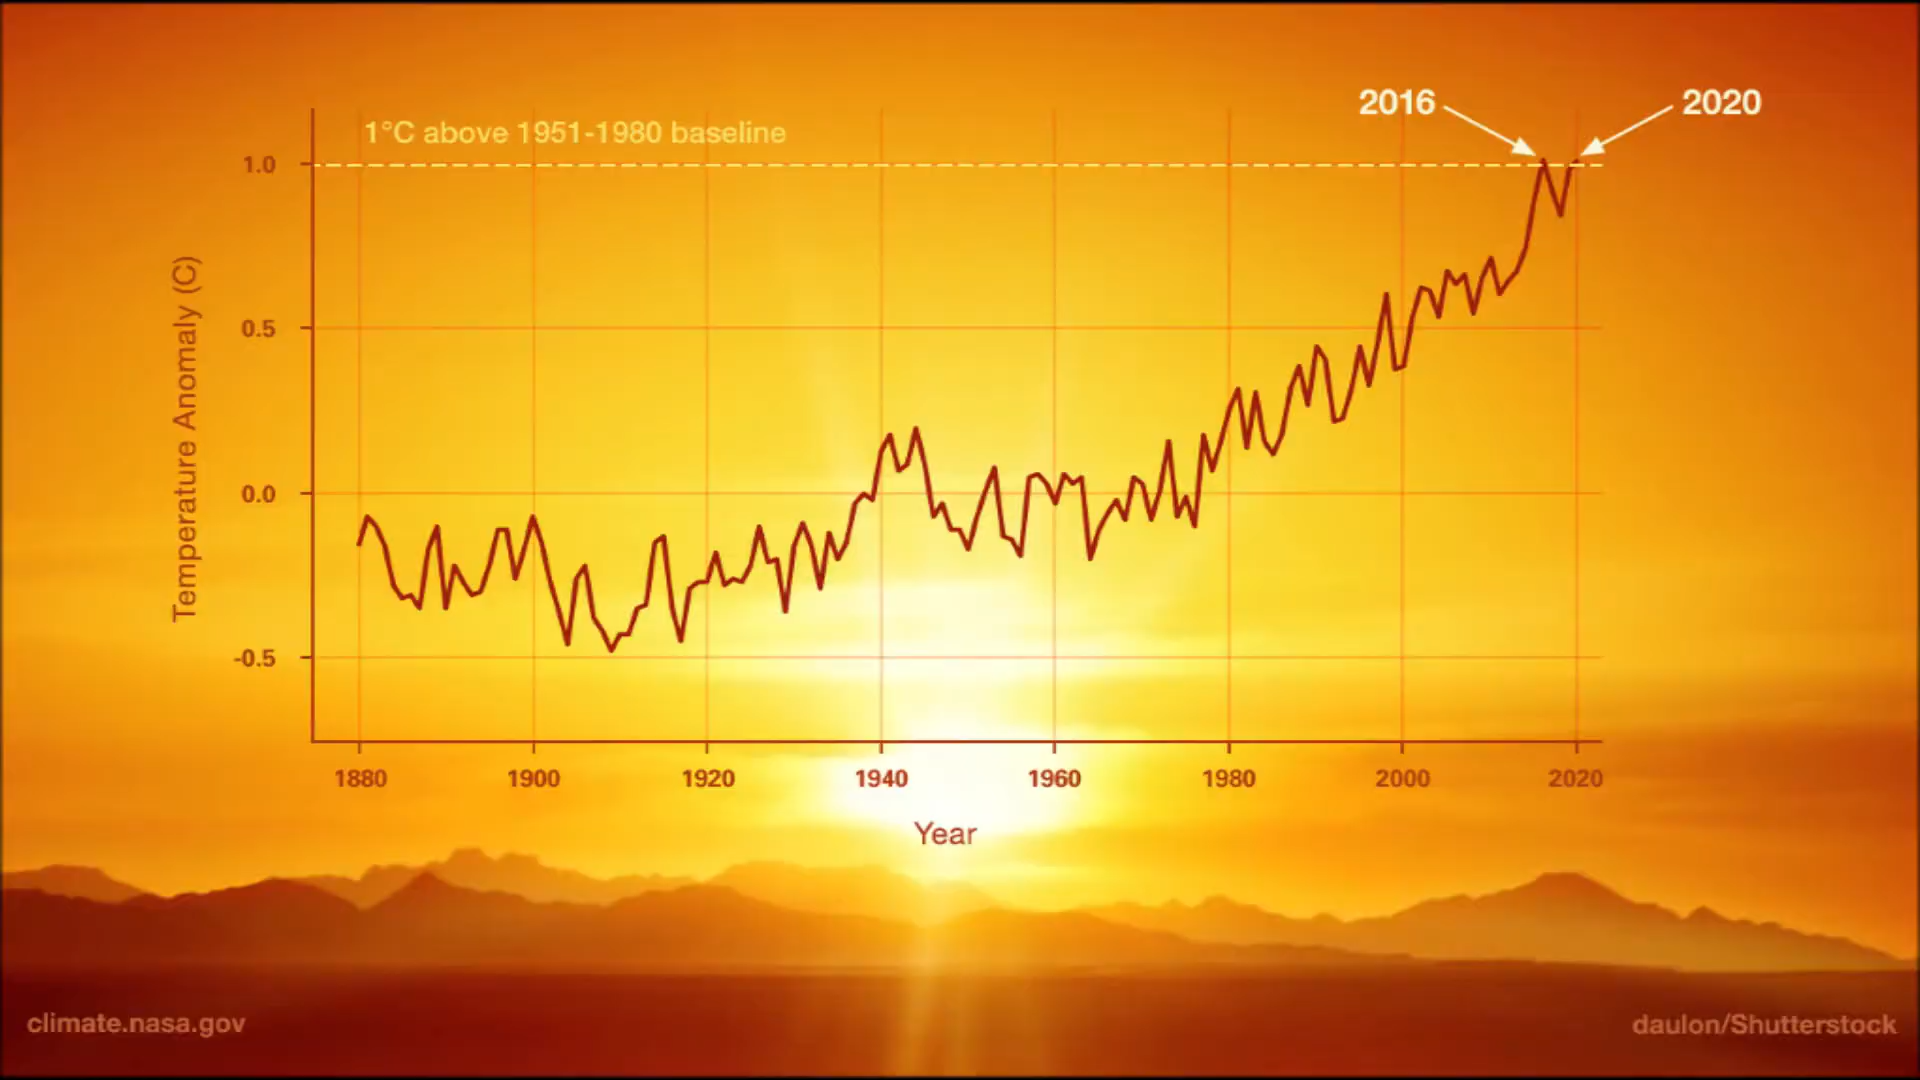 2016
2020
1°C above 1951-1980 baseline
1.0
0.5
0.0
-0.5
Temperature Anomaly (C)
1880 1900 1920 1940 1960 1980 2000 2020
Year
climate.nasa.gov
daulon/Shutterstock